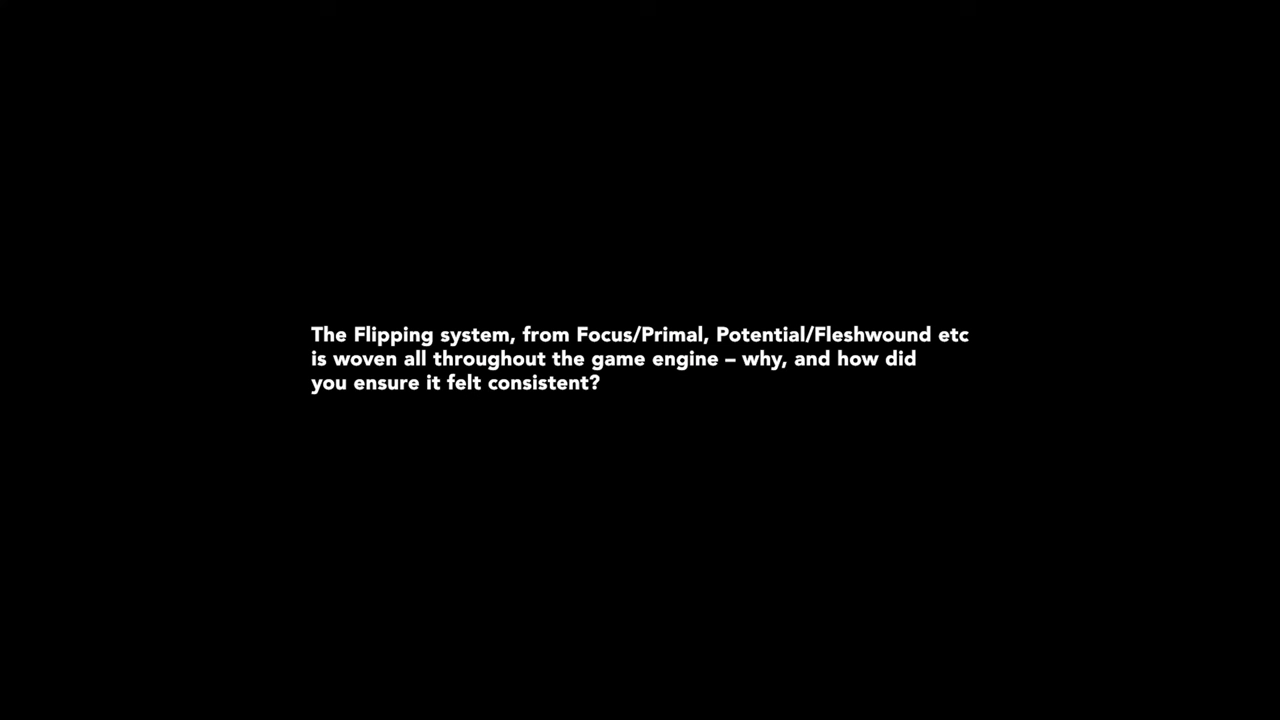 The Flipping system, from Focus/Primal, Potential/Fleshwound etc
is woven all throughout the game engine – why, and how did
you ensure it felt consistent?